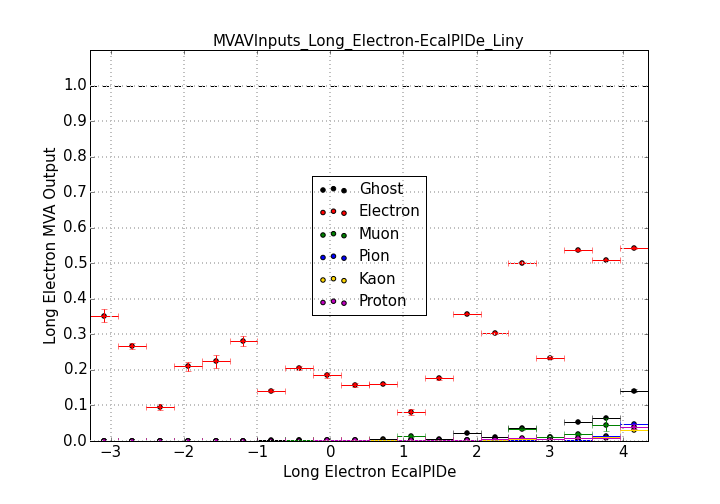 MVAVInputs_Long_Electron-EcalPIDe_Liny
1.0
0.9
0.8
0.7
0.6
0.5
0.4
0.3
0.2
0.1
0.0
Long Electron MVA Output
Ghost
Electron
Muon
Pion
Kaon
Proton
−3 −2 −1 0 1 2 3 4
Long Electron EcalPIDe